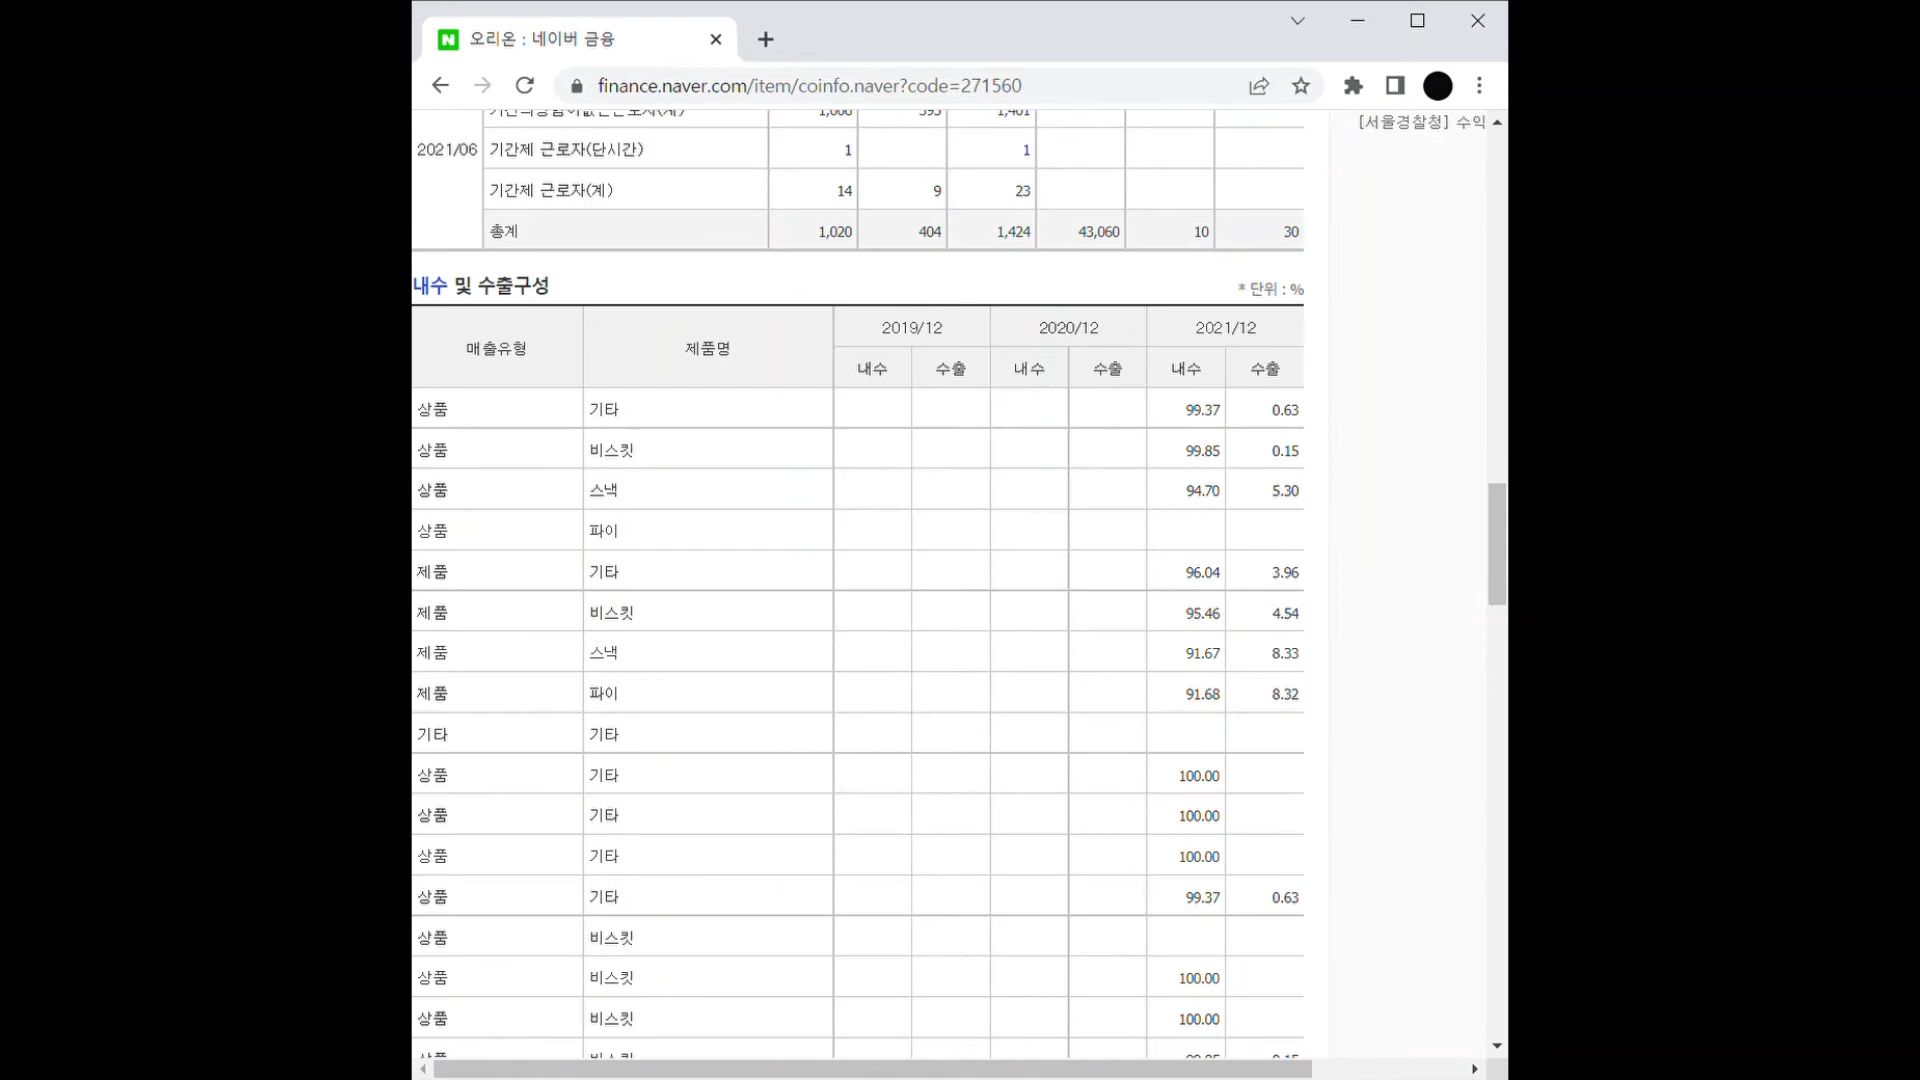 오리온 : 네이버 금융
finance.naver.com/item/coinfo.naver?code=271560
[서울경찰청] 수익
2021/06 기간제 근로자(단시간) 1 1
기간제 근로자(계) 14 9 23
총계 1,020 404 1,424 43,060 10 30
내수 및 수출구성 * 단위 : %
매출유형 제품명 2019/12 2020/12 2021/12
내수 수출 내수 수출 내수 수출
상품 기타 99.37 0.63
상품 비스킷 99.85 0.15
상품 스낵 94.70 5.30
상품 파이
제품 기타 96.04 3.96
제품 비스킷 95.46 4.54
제품 스낵 91.67 8.33
제품 파이 91.68 8.32
기타 기타
상품 기타 100.00
상품 기타 100.00
상품 기타 100.00
상품 기타 99.37 0.63
상품 비스킷
상품 비스킷 100.00
상품 비스킷 100.00